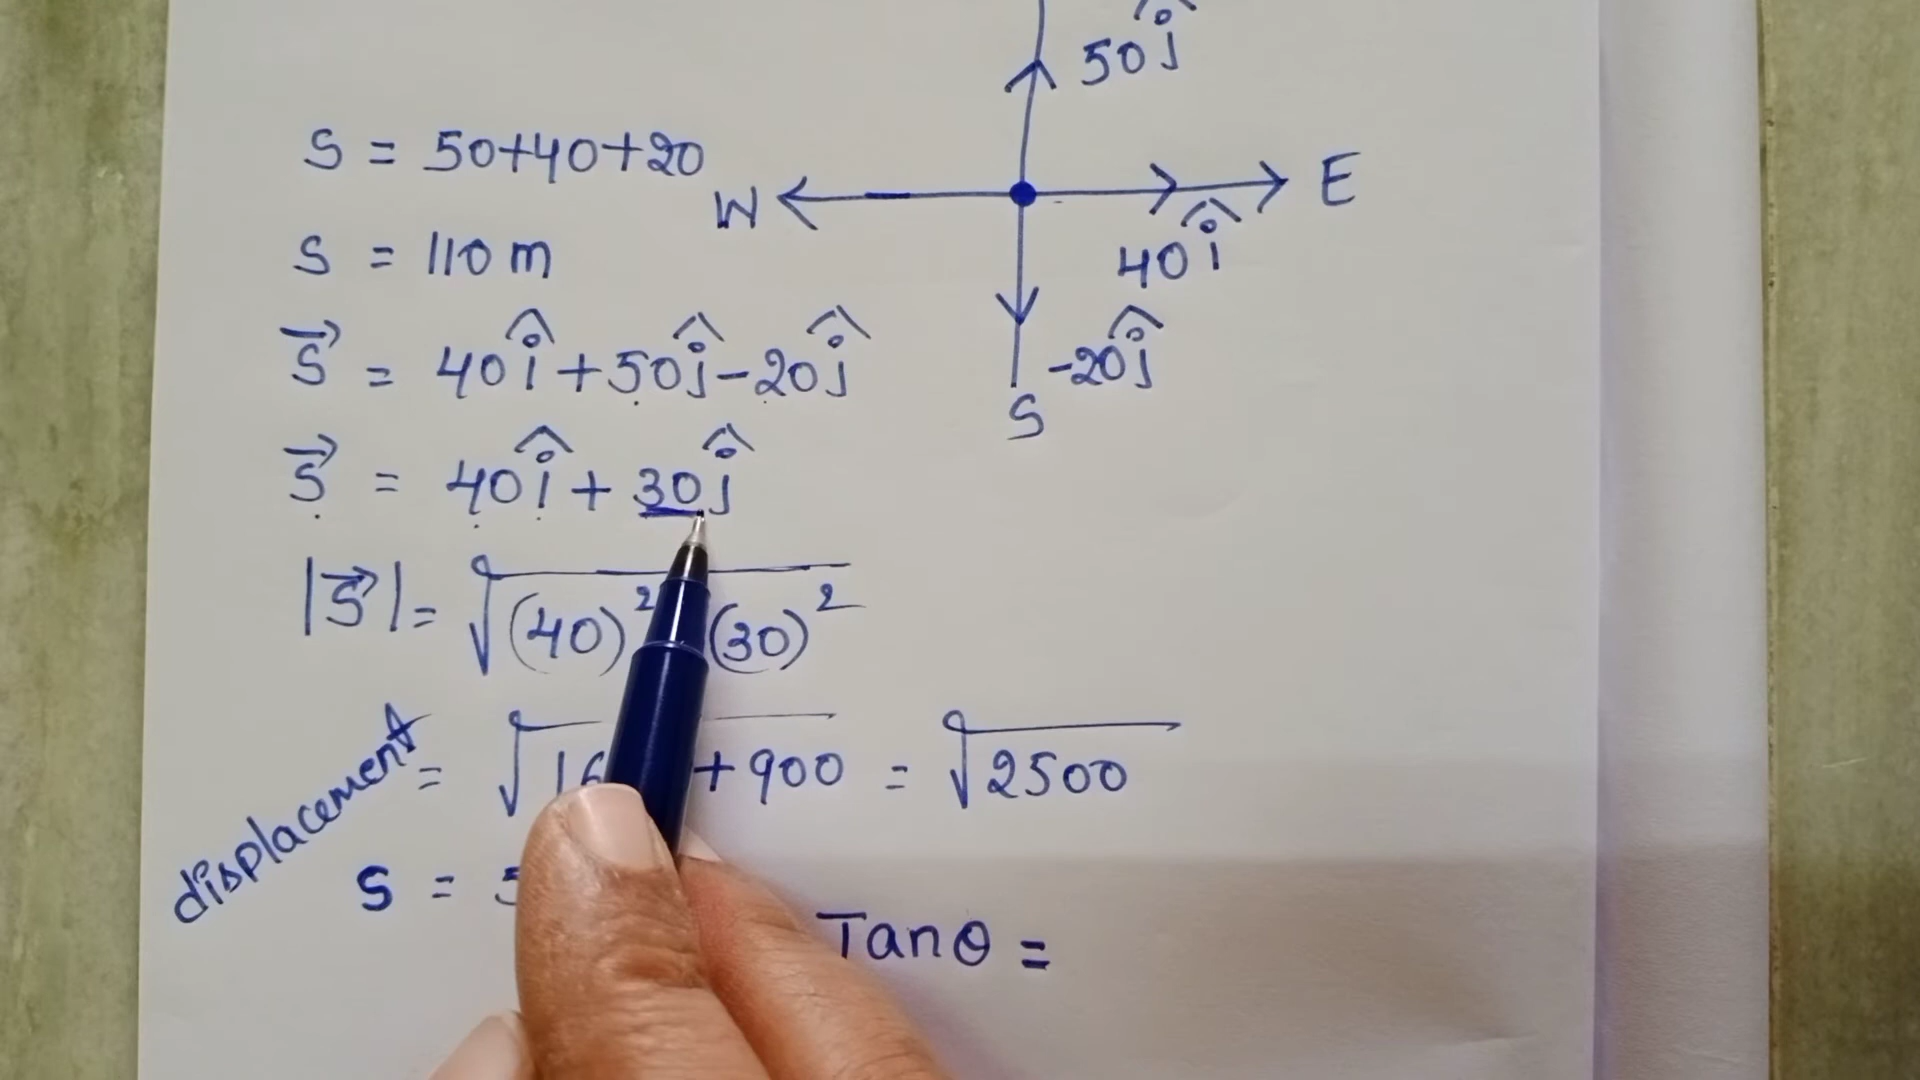 50ĵ
S = 50+40+20
W
E
S = 110 m
40î
S⃗ = 40î + 50ĵ - 20ĵ
-20ĵ
S
S⃗ = 40î + 30ĵ
|S⃗| = √(40)² (30)²
displacement
= √16 +900 = √2500
S = 5
Tanθ =